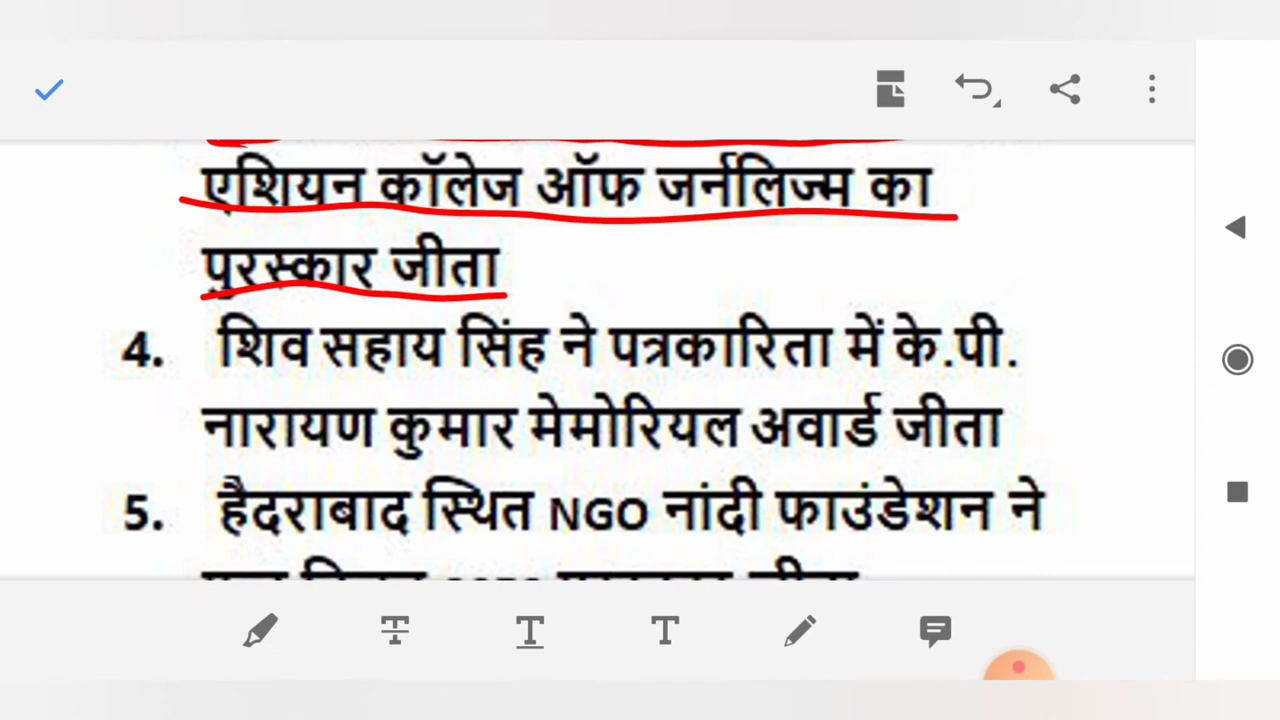 एशियन कॉलेज ऑफ जर्नलिज्म का
पुरस्कार जीता
4. शिव सहाय सिंह ने पत्रकारिता में के.पी.
नारायण कुमार मेमोरियल अवार्ड जीता
5. हैदराबाद स्थित NGO नांदी फाउंडेशन ने